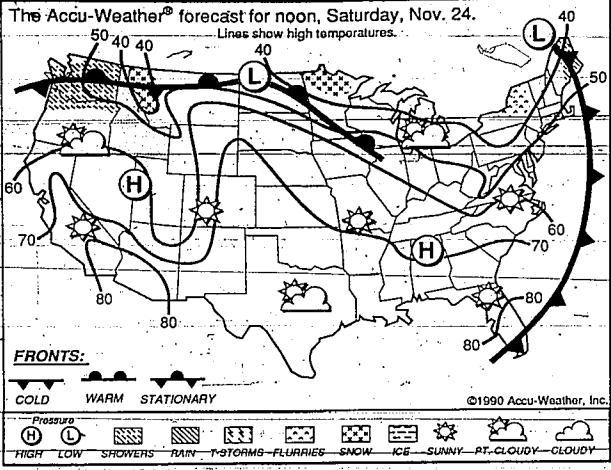 The Accu-Weather® forecast for noon, Saturday, Nov. 24.
Lines show high temperatures.
50 40 40
40
L
40
L
50
60
H
60
70
70
H
80
80
80
80
FRONTS:
COLD WARM STATIONARY
©1990 Accu-Weather, Inc.
Pressure
H L
HIGH LOW SHOWERS RAIN T-STORMS FLURRIES SNOW ICE SUNNY PT. CLOUDY CLOUDY